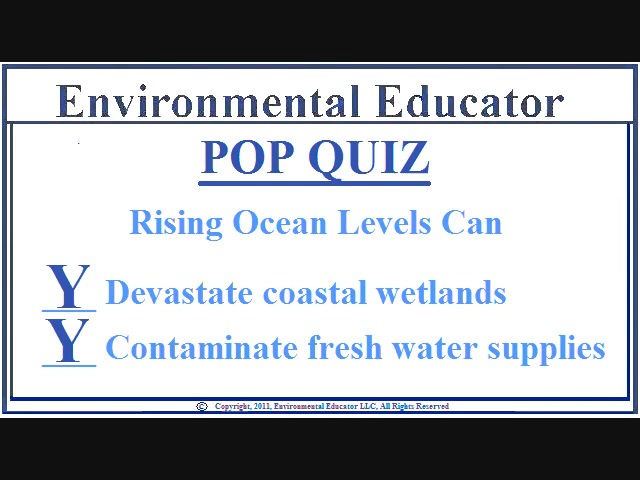 Environmental Educator
POP QUIZ
Rising Ocean Levels Can
Y Devastate coastal wetlands
Y Contaminate fresh water supplies
© Copyright, 2011, Environmental Educator LLC, All Rights Reserved